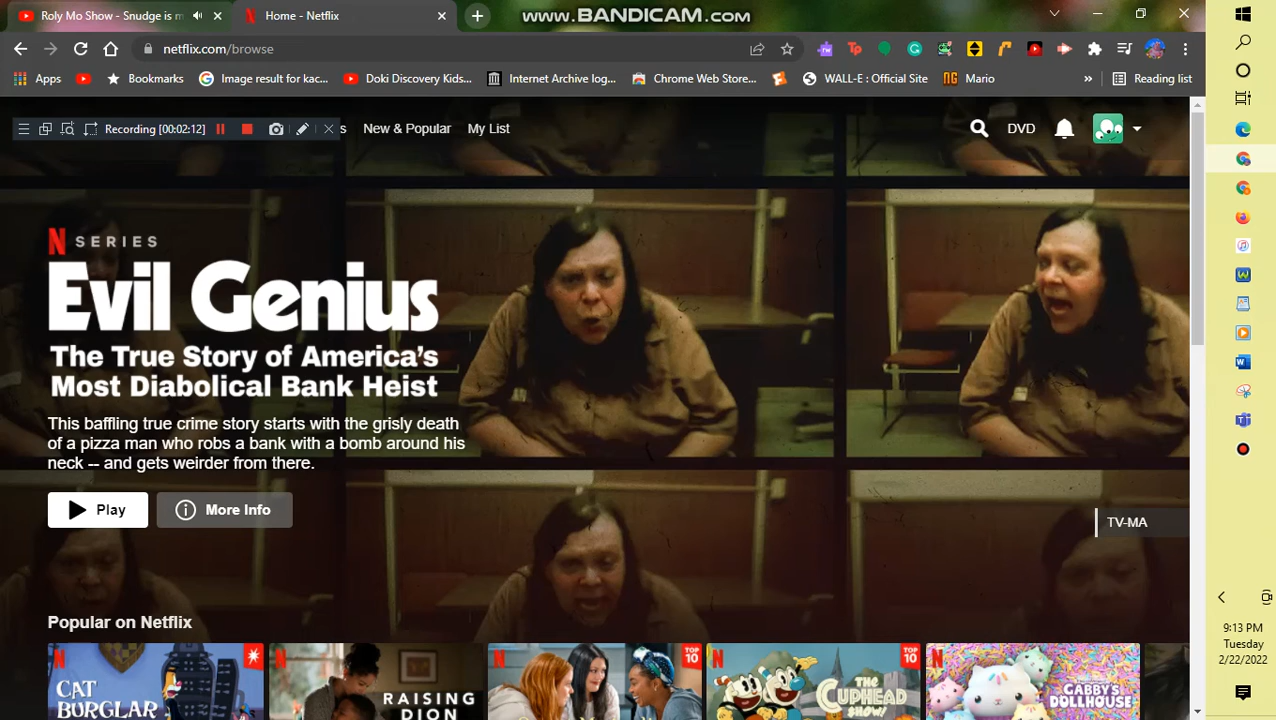 Roly Mo Show - Snudge is m
Home - Netflix
www.BANDICAM.com
netflix.com/browse
Apps
Bookmarks
Image result for kac...
Doki Discovery Kids...
Internet Archive log...
Chrome Web Store...
WALL-E : Official Site
NG Mario
Reading list
Recording [00:02:12]
s
New & Popular
My List
DVD
N SERIES
Evil Genius
The True Story of America's
Most Diabolical Bank Heist
This baffling true crime story starts with the grisly death
of a pizza man who robs a bank with a bomb around his
neck -- and gets weirder from there.
Play
More Info
TV-MA
Popular on Netflix
CAT
BURGLAR
RAISING
DION
TOP
10
THE
CUPHEAD
SHOW!
TOP
10
GABBY'S
DOLLHOUSE
9:13 PM
Tuesday
2/22/2022